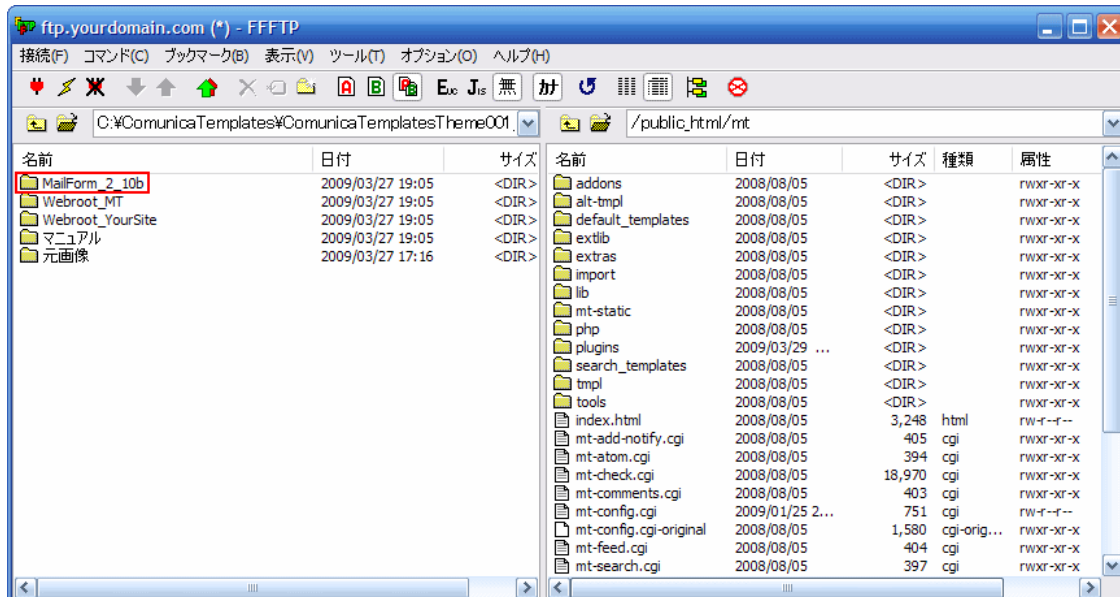 ftp.yourdomain.com (*) - FFFTP
接続(F) コマンド(C) ブックマーク(B) 表示(V) ツール(T) オプション(O) ヘルプ(H)
A B Euc Jis 無 カナ
C:¥ComunicaTemplates¥ComunicaTemplatesTheme001_ /public_html/mt
名前 日付 サイズ
MailForm_2_10b 2009/03/27 19:05 <DIR>
Webroot_MT 2009/03/27 19:05 <DIR>
Webroot_YourSite 2009/03/27 19:05 <DIR>
マニュアル 2009/03/27 19:05 <DIR>
元画像 2009/03/27 17:16 <DIR>
名前 日付 サイズ 種類 属性
addons 2008/08/05 <DIR> rwxr-xr-x
alt-tmpl 2008/08/05 <DIR> rwxr-xr-x
default_templates 2008/08/05 <DIR> rwxr-xr-x
extlib 2008/08/05 <DIR> rwxr-xr-x
extras 2008/08/05 <DIR> rwxr-xr-x
import 2008/08/05 <DIR> rwxr-xr-x
lib 2008/08/05 <DIR> rwxr-xr-x
mt-static 2008/08/05 <DIR> rwxr-xr-x
php 2008/08/05 <DIR> rwxr-xr-x
plugins 2009/03/29 ... <DIR> rwxr-xr-x
search_templates 2008/08/05 <DIR> rwxr-xr-x
tmpl 2008/08/05 <DIR> rwxr-xr-x
tools 2008/08/05 <DIR> rwxr-xr-x
index.html 2008/08/05 3,248 html rw-r--r--
mt-add-notify.cgi 2008/08/05 405 cgi rwxr-xr-x
mt-atom.cgi 2008/08/05 394 cgi rwxr-xr-x
mt-check.cgi 2008/08/05 18,970 cgi rwxr-xr-x
mt-comments.cgi 2008/08/05 403 cgi rwxr-xr-x
mt-config.cgi 2009/01/25 2... 751 cgi rw-r--r--
mt-config.cgi-original 2008/08/05 1,580 cgi-orig... rwxr-xr-x
mt-feed.cgi 2008/08/05 404 cgi rwxr-xr-x
mt-search.cgi 2008/08/05 397 cgi rwxr-xr-x